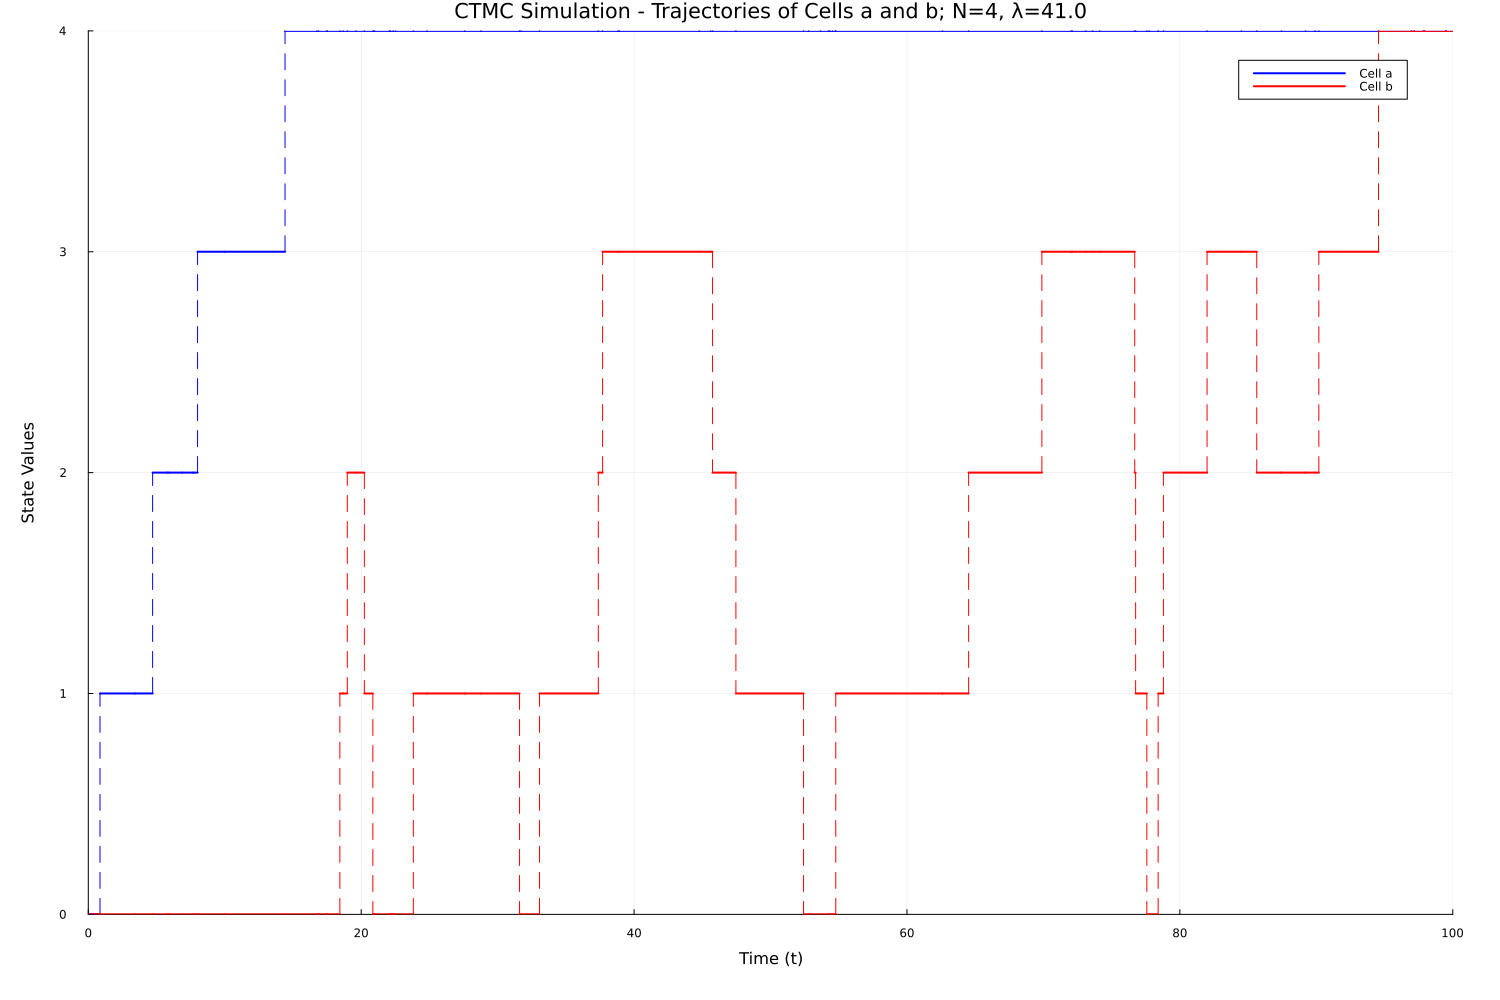 CTMC Simulation - Trajectories of Cells a and b; N=4, λ=41.0
4
Cell a
Cell b
3
State Values
2
1
0
0 20 40 60 80 100
Time (t)